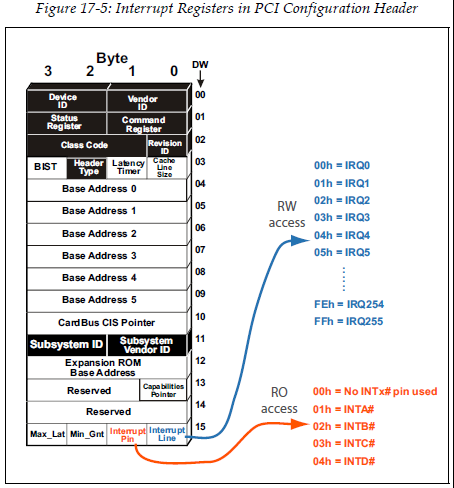 Figure 17-5: Interrupt Registers in PCI Configuration Header
Byte
3 2 1 0 DW
Device ID Vendor ID 00
Status Register Command Register 01
Class Code Revision ID 02
BIST Header Type Latency Timer Cache Line Size 03
Base Address 0 04
Base Address 1 05
Base Address 2 06
Base Address 3 07
Base Address 4 08
Base Address 5 09
CardBus CIS Pointer 10
Subsystem ID Subsystem Vendor ID 11
Expansion ROM Base Address 12
Reserved Capabilities Pointer 13
Reserved 14
Max_Lat Min_Gnt Interrupt Pin Interrupt Line 15
RW access
00h = IRQ0
01h = IRQ1
02h = IRQ2
03h = IRQ3
04h = IRQ4
05h = IRQ5
FEh = IRQ254
FFh = IRQ255
RO access
00h = No INTx# pin used
01h = INTA#
02h = INTB#
03h = INTC#
04h = INTD#